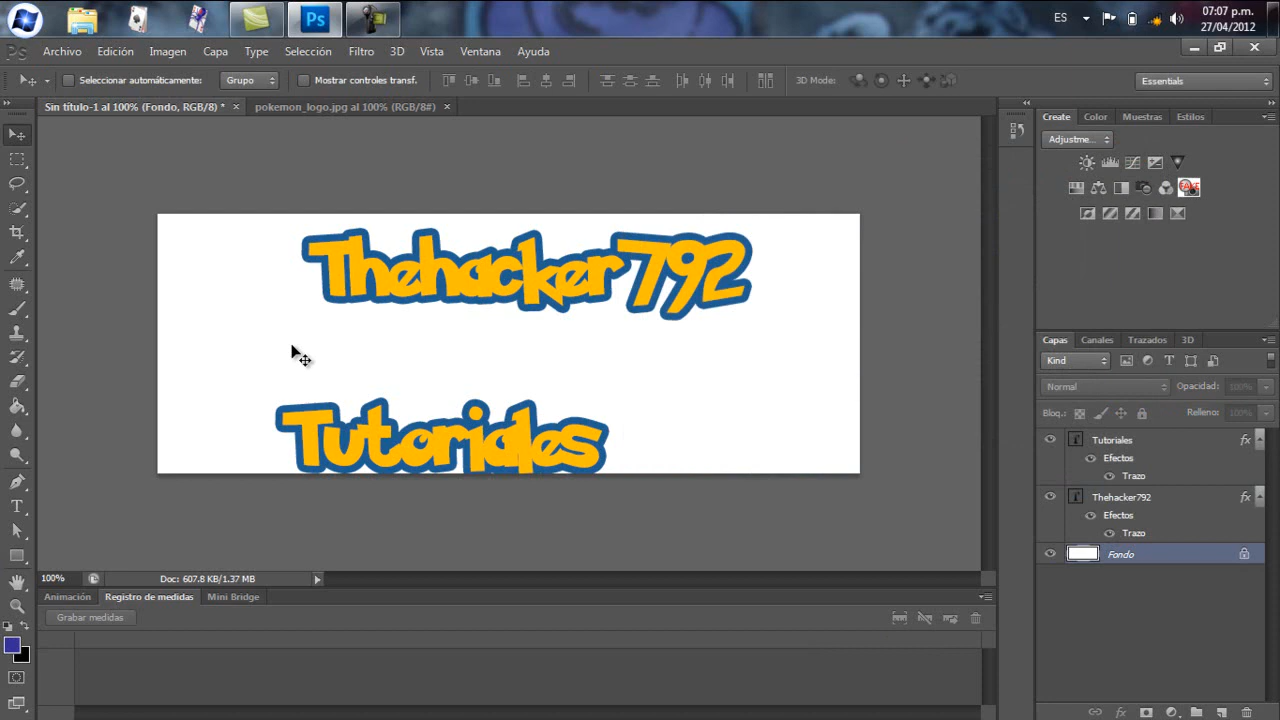 ES
07:07 p.m.
27/04/2012
Ps
Archivo Edición Imagen Capa Type Selección Filtro 3D Vista Ventana Ayuda
Seleccionar automáticamente: Grupo Mostrar controles transf. 3D Mode: Essentials
Sin título-1 al 100% (Fondo, RGB/8) * × pokemon_logo.jpg al 100% (RGB/8#) ×
Create Color Muestras Estilos
Adjustme...
Thehacker792
Tutoriales
Capas Canales Trazados 3D
Kind
Normal Opacidad: 100%
Bloq.: Relleno: 100%
Tutoriales fx
Efectos
Trazo
Thehacker792 fx
Efectos
Trazo
Fondo
100% Doc: 607.8 KB/1.37 MB
Animación Registro de medidas Mini Bridge
Grabar medidas